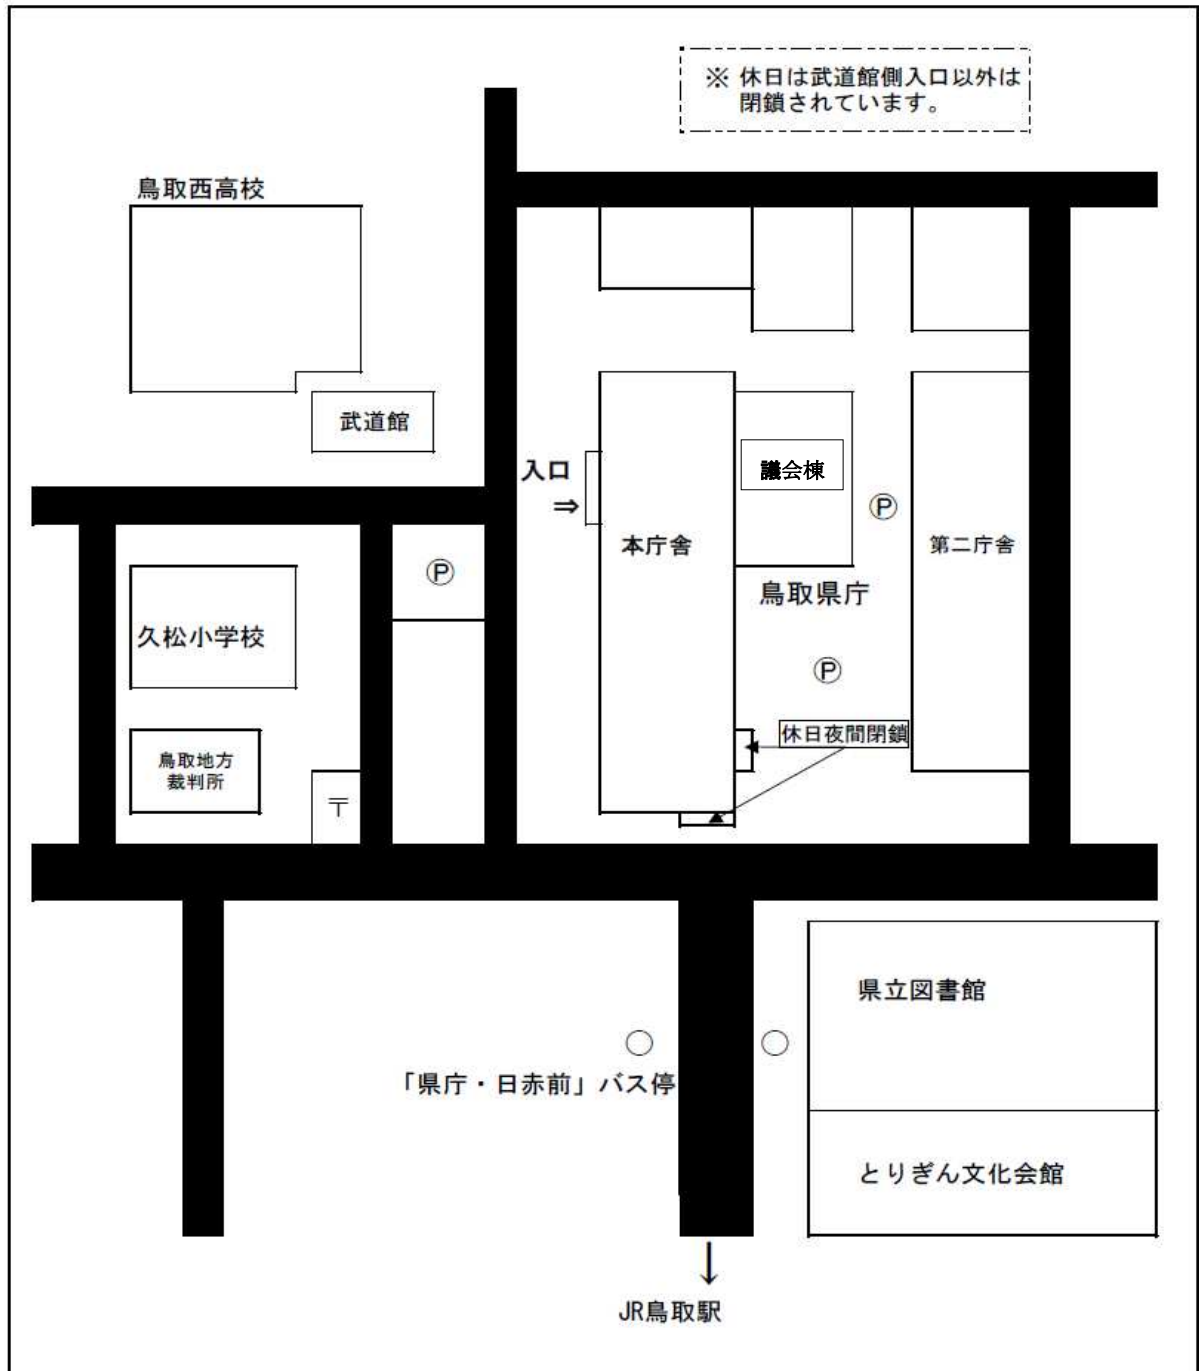 ※ 休日は武道館側入口以外は
閉鎖されています。
鳥取西高校
武道館
入口
⇒
議会棟
Ⓟ
本庁舎
第二庁舎
Ⓟ
鳥取県庁
久松小学校
Ⓟ
休日夜間閉鎖
鳥取地方
裁判所
〒
県立図書館
「県庁・日赤前」バス停
とりぎん文化会館
↓
JR鳥取駅